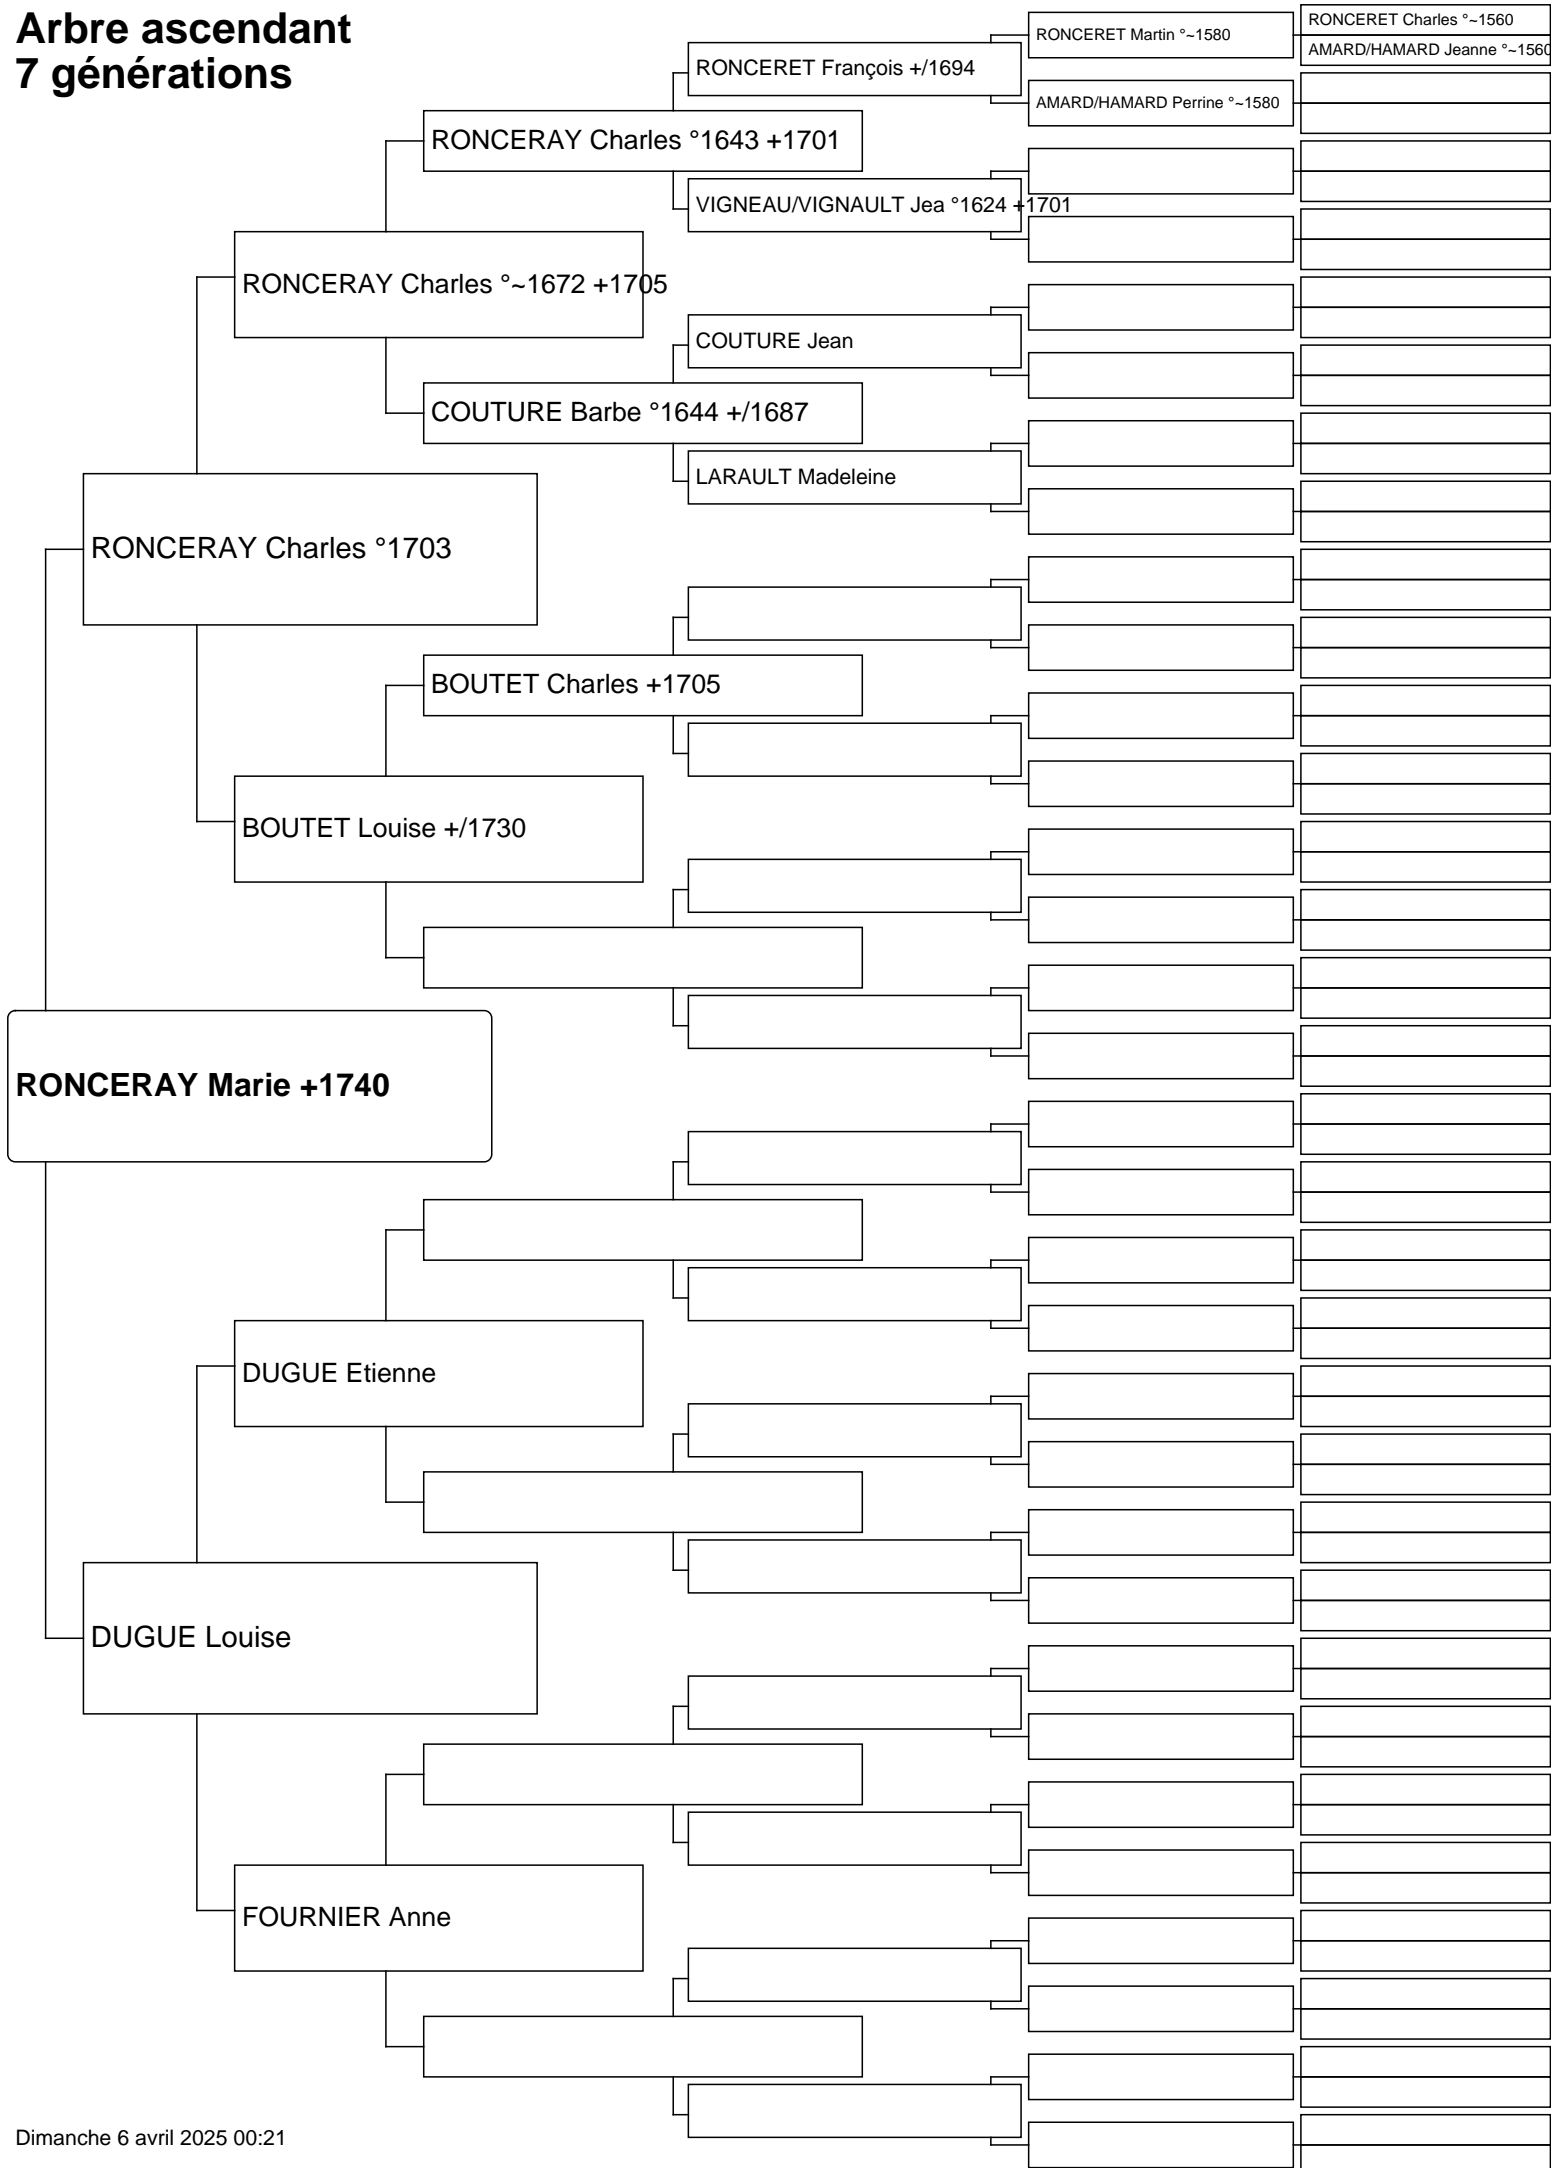 Arbre ascendant
7 générations
RONCERET Charles °~1560
RONCERET Martin °~1580
AMARD/HAMARD Jeanne °~1560
RONCERET François +/1694
AMARD/HAMARD Perrine °~1580
RONCERAY Charles °1643 +1701
VIGNEAU/VIGNAULT Jea °1624 +1701
RONCERAY Charles °~1672 +1705
COUTURE Jean
COUTURE Barbe °1644 +/1687
LARAULT Madeleine
RONCERAY Charles °1703
BOUTET Charles +1705
BOUTET Louise +/1730
RONCERAY Marie +1740
DUGUE Etienne
DUGUE Louise
FOURNIER Anne
Dimanche 6 avril 2025 00:21